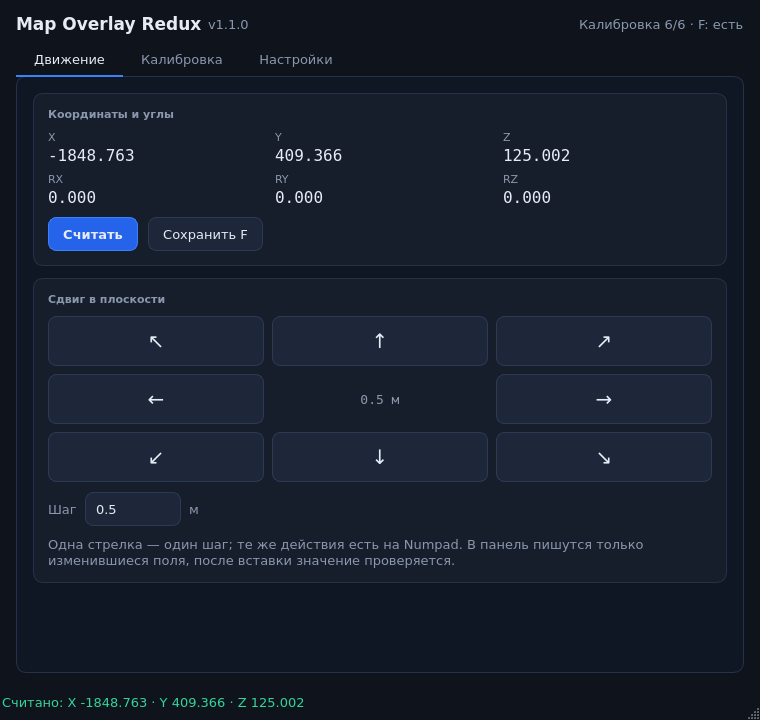 Map Overlay Redux v1.1.0 Калибровка 6/6 · F: есть
Движение Калибровка Настройки
Координаты и углы
X Y Z
-1848.763 409.366 125.002
RX RY RZ
0.000 0.000 0.000
Считать Сохранить F
Сдвиг в плоскости
↖ ↑ ↗
← 0.5 м →
↙ ↓ ↘
Шаг 0.5 м
Одна стрелка — один шаг; те же действия есть на Numpad. В панель пишутся только
изменившиеся поля, после вставки значение проверяется.
Считано: X -1848.763 · Y 409.366 · Z 125.002